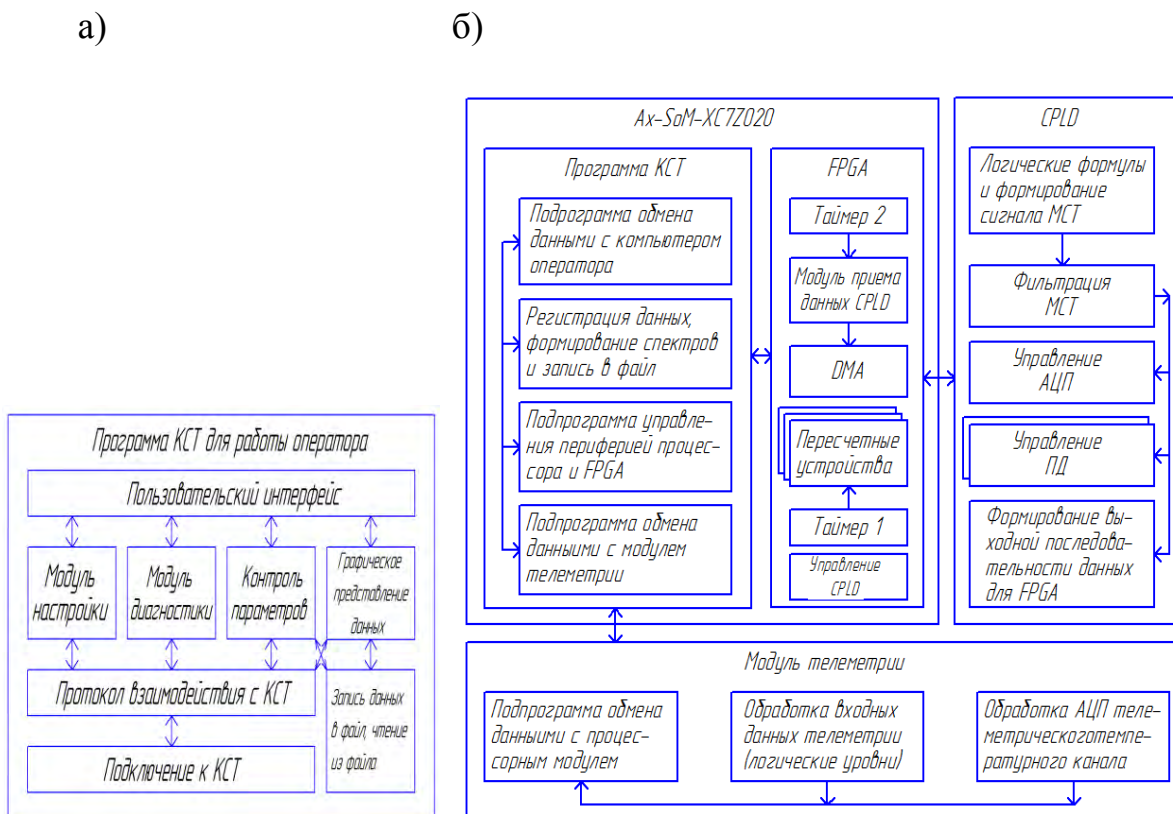 а)
б)
Программа КСТ для работы оператора
Пользовательский интерфейс
Модуль
настройки
Модуль
диагностики
Контроль
параметров
Графическое
представление
данных
Протокол взаимодействия с КСТ
Запись данных
в файл, чтение
из файла
Подключение к КСТ
Ax-SoM-XC7Z020
Программа КСТ
Подрограмма обмена
данными с компьютером
оператора
Регистрация данных,
формирование спектров
и запись в файл
Подпрограмма управле-
ния периферией процес-
сора и FPGA
Подпрограмма обмена
данныими с модулем
телеметрии
FPGA
Таймер 2
Модуль приема
данных CPLD
DMA
Пересчетные
устройства
Таймер 1
Управление
CPLD
CPLD
Логические формулы
и формирование
сигнала МСТ
Фильтрация
МСТ
Управление
АЦП
Управление
ПД
Формирование вы-
ходной последова-
тельности данных
для FPGA
Модуль телеметрии
Подпрограмма обмена
данныими с процес-
сорным модулем
Обработка входных
данных телеметрии
(логические уровни)
Обработка АЦП теле-
метрическоготемпе-
ратурного канала